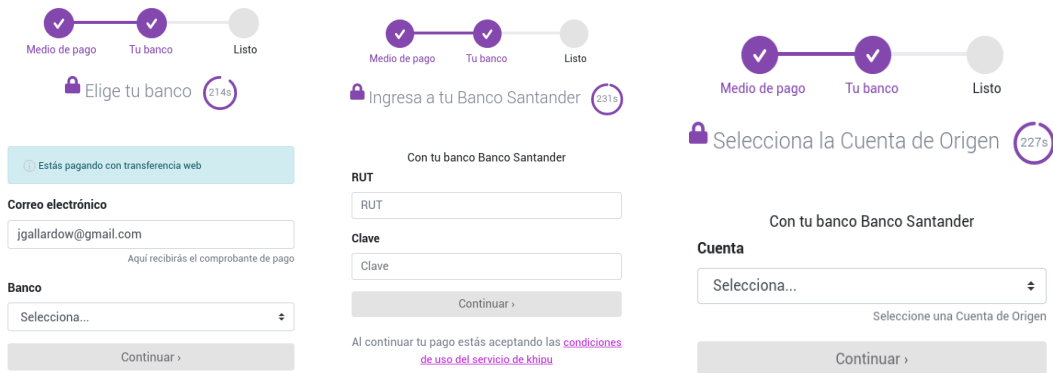 Medio de pago
Tu banco
Listo
Elige tu banco
214s
Estás pagando con transferencia web
Correo electrónico
jgallardow@gmail.com
Aquí recibirás el comprobante de pago
Banco
Selecciona...
Continuar ›
Medio de pago
Tu banco
Listo
Ingresa a tu Banco Santander
231s
Con tu banco Banco Santander
RUT
RUT
Clave
Clave
Continuar ›
Al continuar tu pago estás aceptando las condiciones
de uso del servicio de khipu
Medio de pago
Tu banco
Listo
Selecciona la Cuenta de Origen
227s
Con tu banco Banco Santander
Cuenta
Selecciona...
Seleccione una Cuenta de Origen
Continuar ›